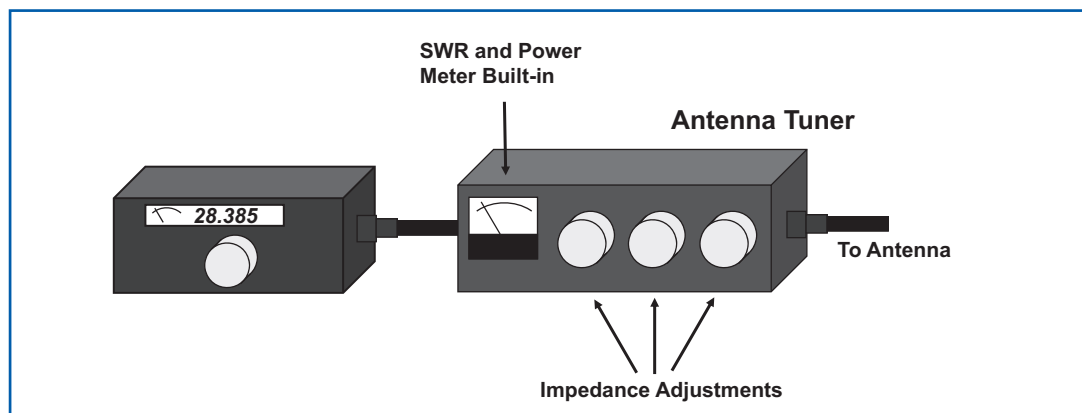 SWR and Power
Meter Built-in
Antenna Tuner
28.385
To Antenna
Impedance Adjustments